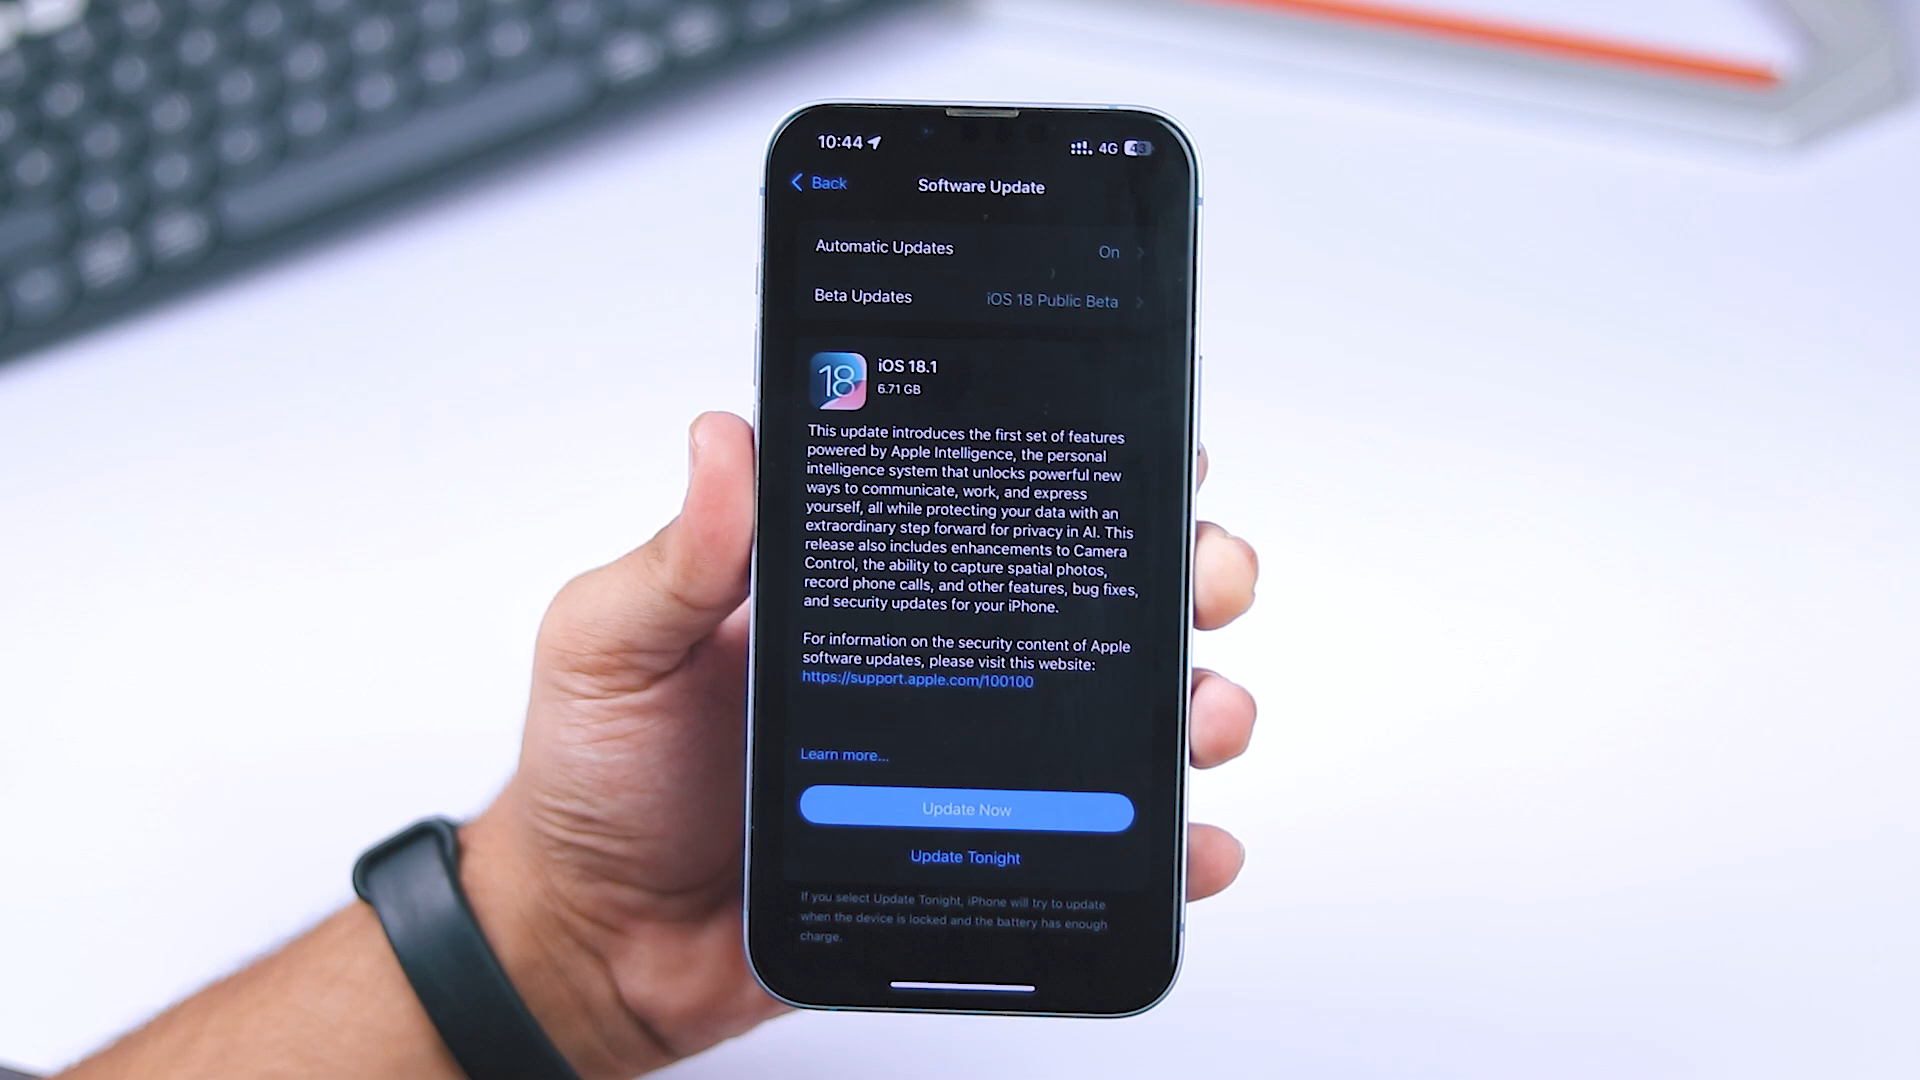 10:44 4G 43
Back Software Update
Automatic Updates On
Beta Updates iOS 18 Public Beta
18
iOS 18.1
6.71 GB
This update introduces the first set of features
powered by Apple Intelligence, the personal
intelligence system that unlocks powerful new
ways to communicate, work, and express
yourself, all while protecting your data with an
extraordinary step forward for privacy in AI. This
release also includes enhancements to Camera
Control, the ability to capture spatial photos,
record phone calls, and other features, bug fixes,
and security updates for your iPhone.
For information on the security content of Apple
software updates, please visit this website:
https://support.apple.com/100100
Learn more...
Update Now
Update Tonight
If you select Update Tonight, iPhone will try to update
when the device is locked and the battery has enough
charge.